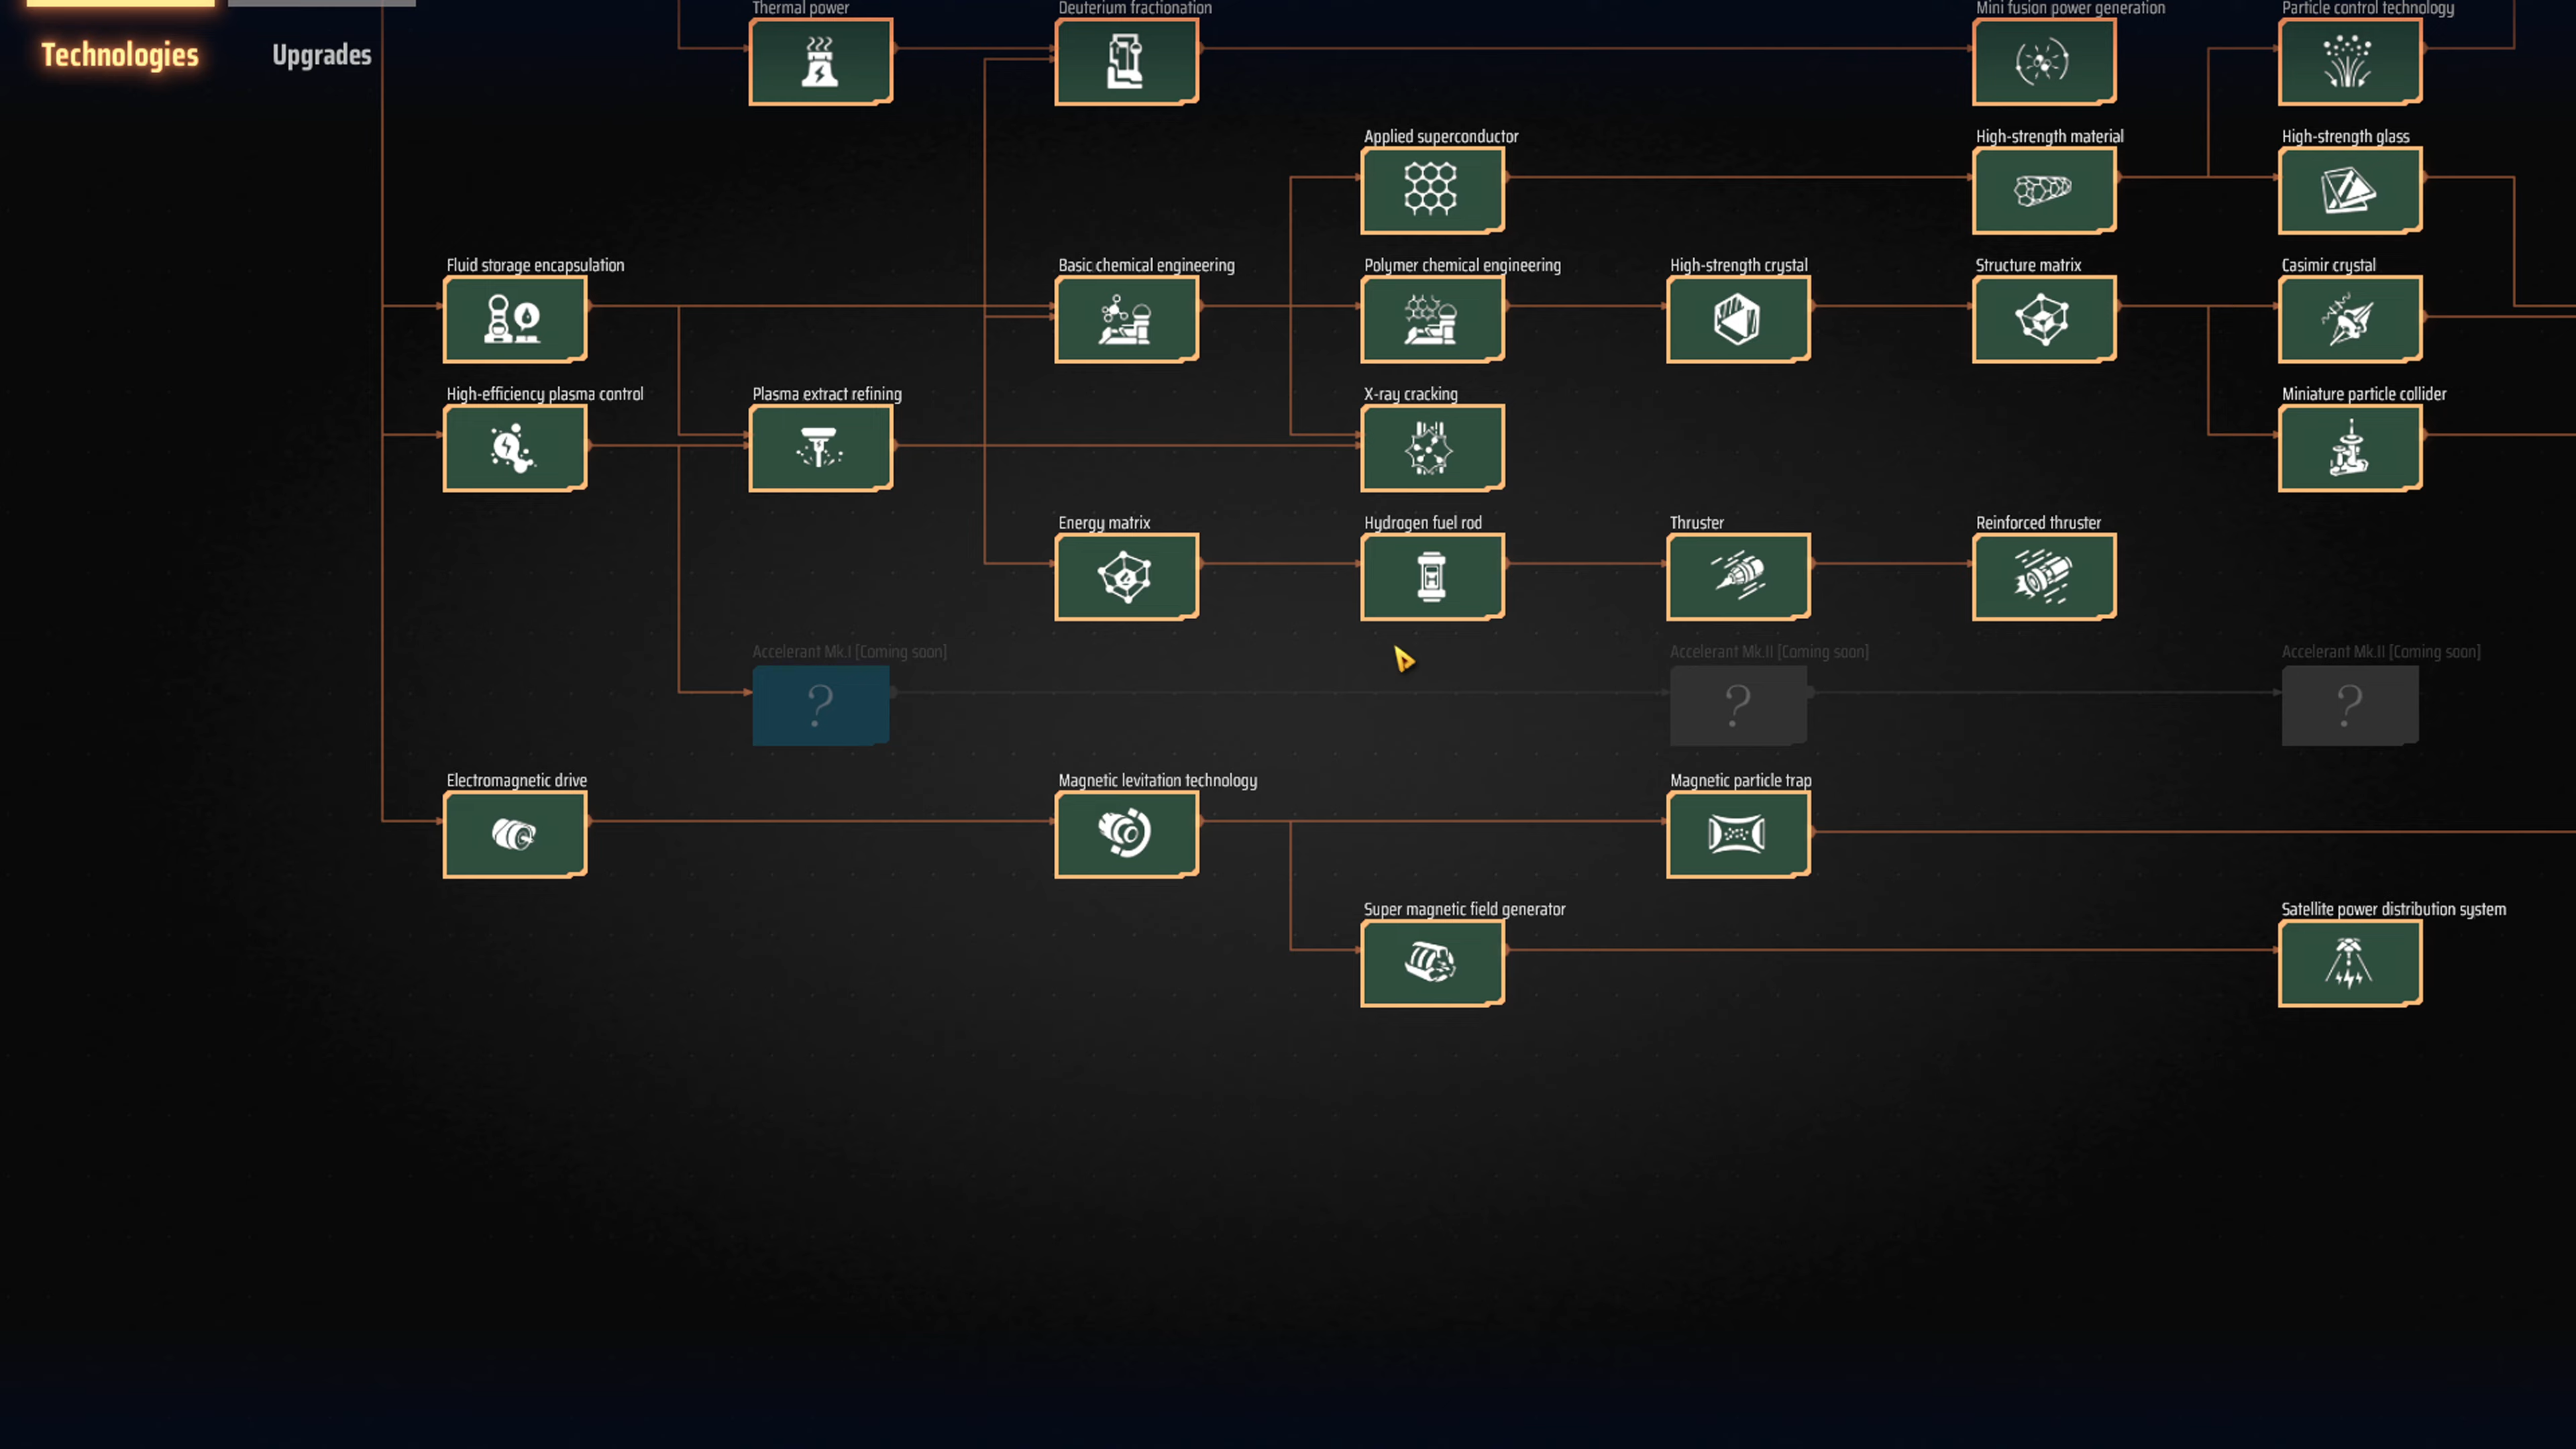 Technologies
Upgrades
Thermal power
Deuterium fractionation
Mini fusion power generation
Particle control technology
Applied superconductor
High-strength material
High-strength glass
Fluid storage encapsulation
Basic chemical engineering
Polymer chemical engineering
High-strength crystal
Structure matrix
Casimir crystal
High-efficiency plasma control
Plasma extract refining
X-ray cracking
Miniature particle collider
Energy matrix
Hydrogen fuel rod
Thruster
Reinforced thruster
Accelerant Mk.I [Coming soon]
Accelerant Mk.II [Coming soon]
Accelerant Mk.II [Coming soon]
?
?
?
Electromagnetic drive
Magnetic levitation technology
Magnetic particle trap
Super magnetic field generator
Satellite power distribution system